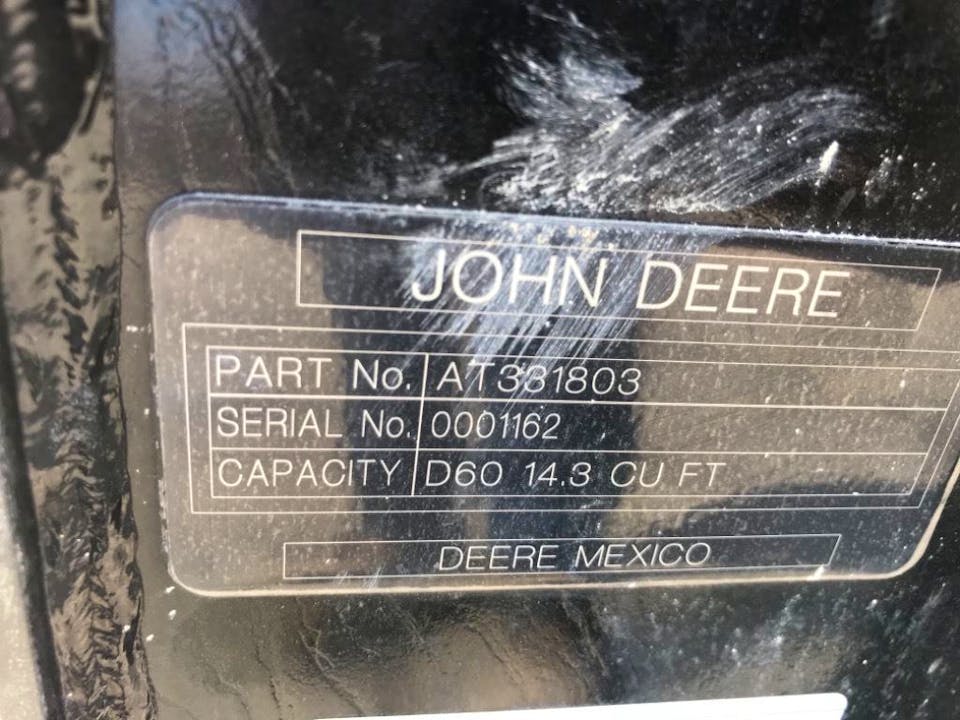 JOHN DEERE
PART No. AT331803
SERIAL No. 0001162
CAPACITY D60 14.3 CU FT
DEERE MEXICO